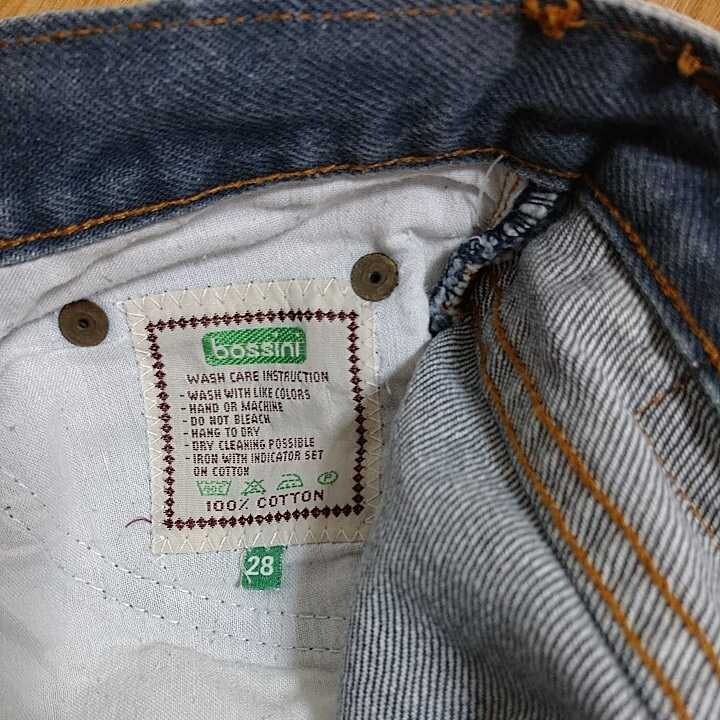 bossini
WASH CARE INSTRUCTION
- WASH WITH LIKE COLORS
- HAND OR MACHINE
- DO NOT BLEACH
- HANG TO DRY
- DRY CLEANING POSSIBLE
- IRON WITH INDICATOR SET
ON COTTON
P
100% COTTON
28